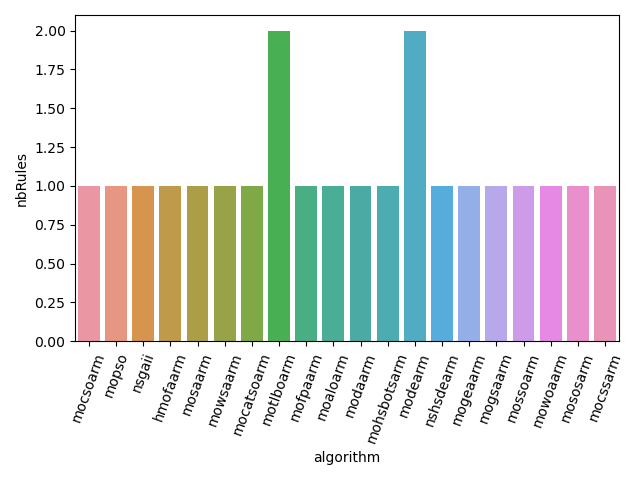 2.00
1.75
1.50
1.25
1.00
0.75
0.50
0.25
0.00
nbRules
mocsoarm
mopso
nsgaii
hmofaarm
mosaarm
mowsaarm
mocatsoarm
motlboarm
mofpaarm
moaloarm
modaarm
mohsbotsarm
modearm
nshsdearm
mogeaarm
mogsaarm
mossoarm
mowoaarm
mososarm
mocssarm
algorithm